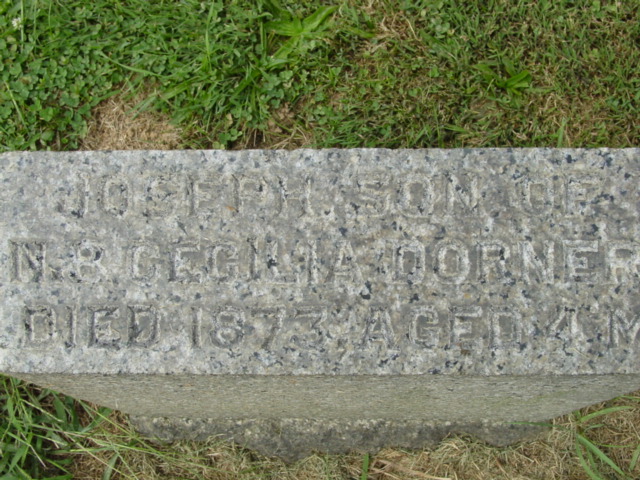 JOSEPH, SON OF
N. & CECILIA DORNER
DIED 1873, AGED 4 M